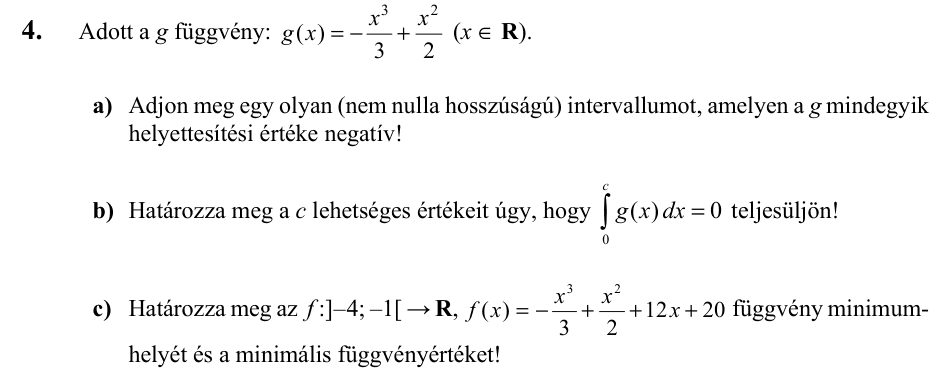 4. Adott a g függvény: g(x) = −x³/3 + x²/2 (x ∈ R).
a) Adjon meg egy olyan (nem nulla hosszúságú) intervallumot, amelyen a g mindegyik
helyettesítési értéke negatív!
b) Határozza meg a c lehetséges értékeit úgy, hogy ∫₀ᶜ g(x) dx = 0 teljesüljön!
c) Határozza meg az f :]–4; –1[ → R, f(x) = −x³/3 + x²/2 + 12x + 20 függvény minimum-
helyét és a minimális függvényértéket!